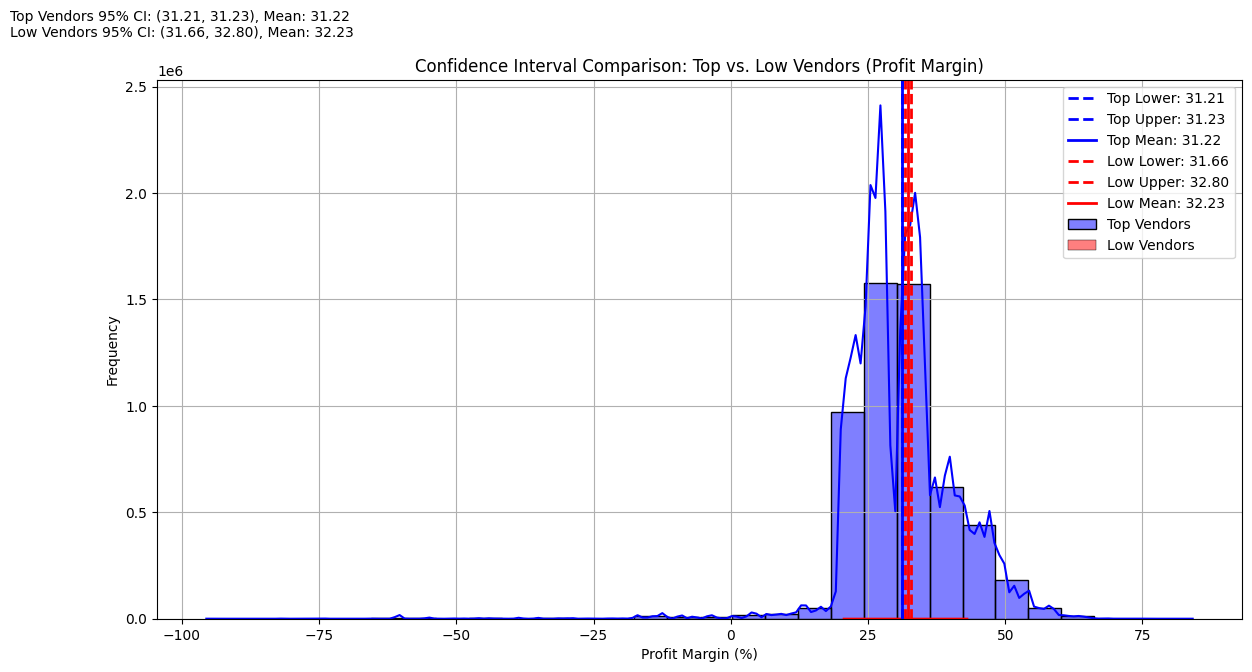 Top Vendors 95% CI: (31.21, 31.23), Mean: 31.22
Low Vendors 95% CI: (31.66, 32.80), Mean: 32.23
Confidence Interval Comparison: Top vs. Low Vendors (Profit Margin)
1e6
2.5
2.0
1.5
1.0
0.5
0.0
Frequency
Top Lower: 31.21
Top Upper: 31.23
Top Mean: 31.22
Low Lower: 31.66
Low Upper: 32.80
Low Mean: 32.23
Top Vendors
Low Vendors
−100 −75 −50 −25 0 25 50 75
Profit Margin (%)